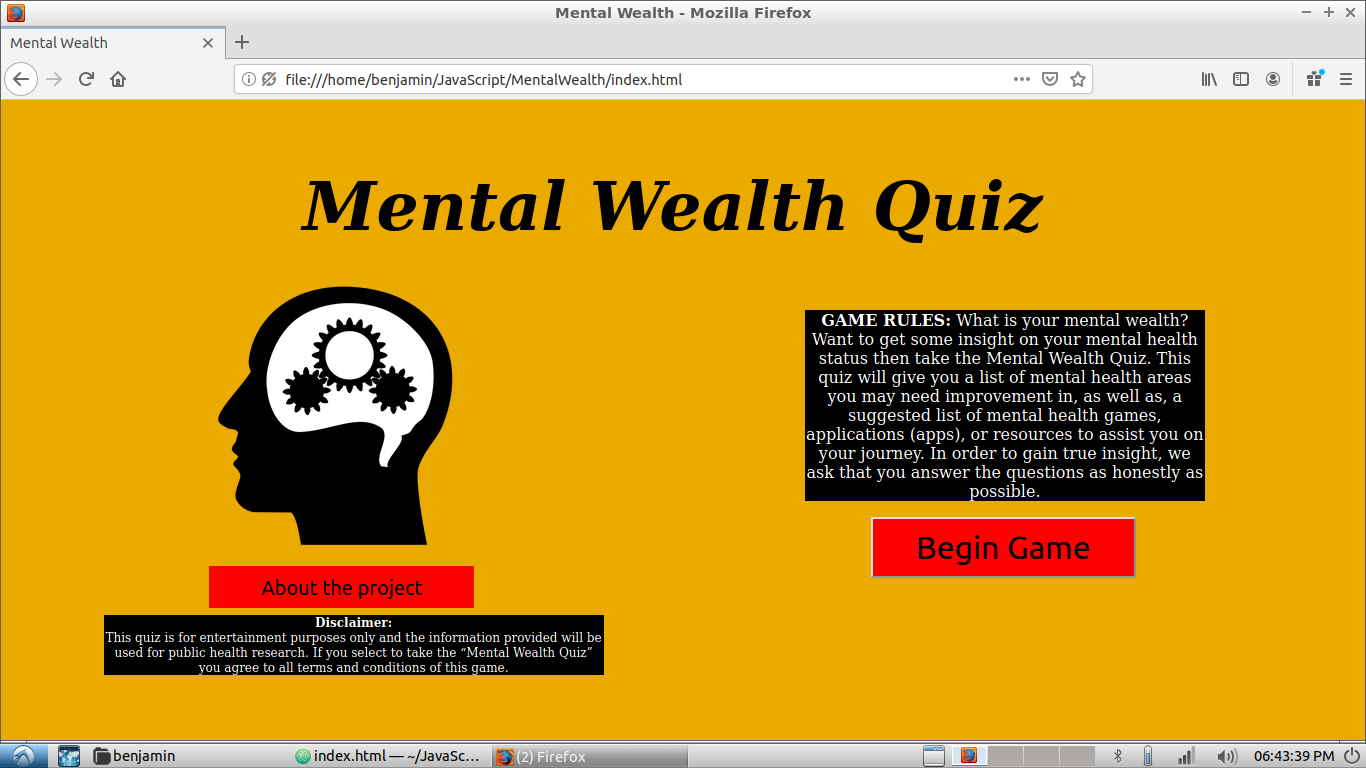 Mental Wealth - Mozilla Firefox
Mental Wealth
file:///home/benjamin/JavaScript/MentalWealth/index.html
Mental Wealth Quiz
GAME RULES: What is your mental wealth?
Want to get some insight on your mental health
status then take the Mental Wealth Quiz. This
quiz will give you a list of mental health areas
you may need improvement in, as well as, a
suggested list of mental health games,
applications (apps), or resources to assist you on
your journey. In order to gain true insight, we
ask that you answer the questions as honestly as
possible.
Begin Game
About the project
Disclaimer:
This quiz is for entertainment purposes only and the information provided will be
used for public health research. If you select to take the “Mental Wealth Quiz”
you agree to all terms and conditions of this game.
benjamin
index.html — ~/JavaSc...
(2) Firefox
06:43:39 PM